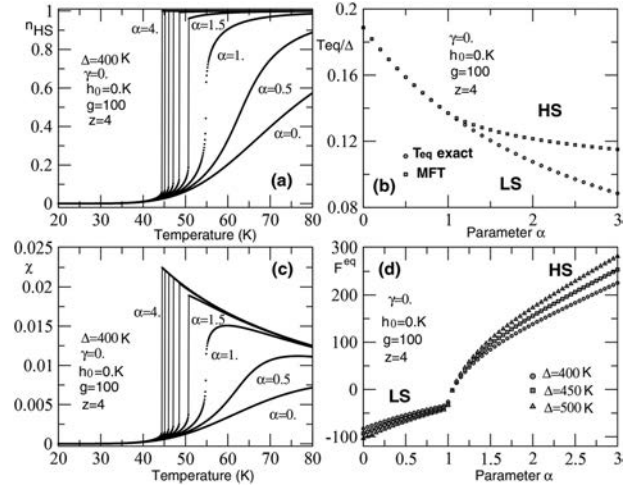 1
n_HS
0.8
0.6
0.4
0.2
0
α=4.
α=1.5
α=1.
α=0.5
α=0.
Δ=400 K
γ=0.
h₀=0.K
g=100
z=4
(a)
20 30 40 50 60 70 80
Temperature (K)
0.2
Teq/Δ
0.16
0.12
0.08
γ=0.
h₀=0.K
g=100
z=4
HS
Teq exact
MFT
LS
(b)
0 1 2 3
Parameter α
0.025
χ
0.02
0.015
0.01
0.005
0
α=4.
α=1.5
α=1.
α=0.5
α=0.
Δ=400 K
γ=0.
h₀=0.K
g=100
z=4
(c)
20 30 40 50 60 70 80
Temperature (K)
300
F^eq
200
100
0
-100
γ=0.
h₀=0.K
g=100
z=4
(d)
HS
LS
Δ=400 K
Δ=450 K
Δ=500 K
0 0.5 1 1.5 2 2.5 3
Parameter α